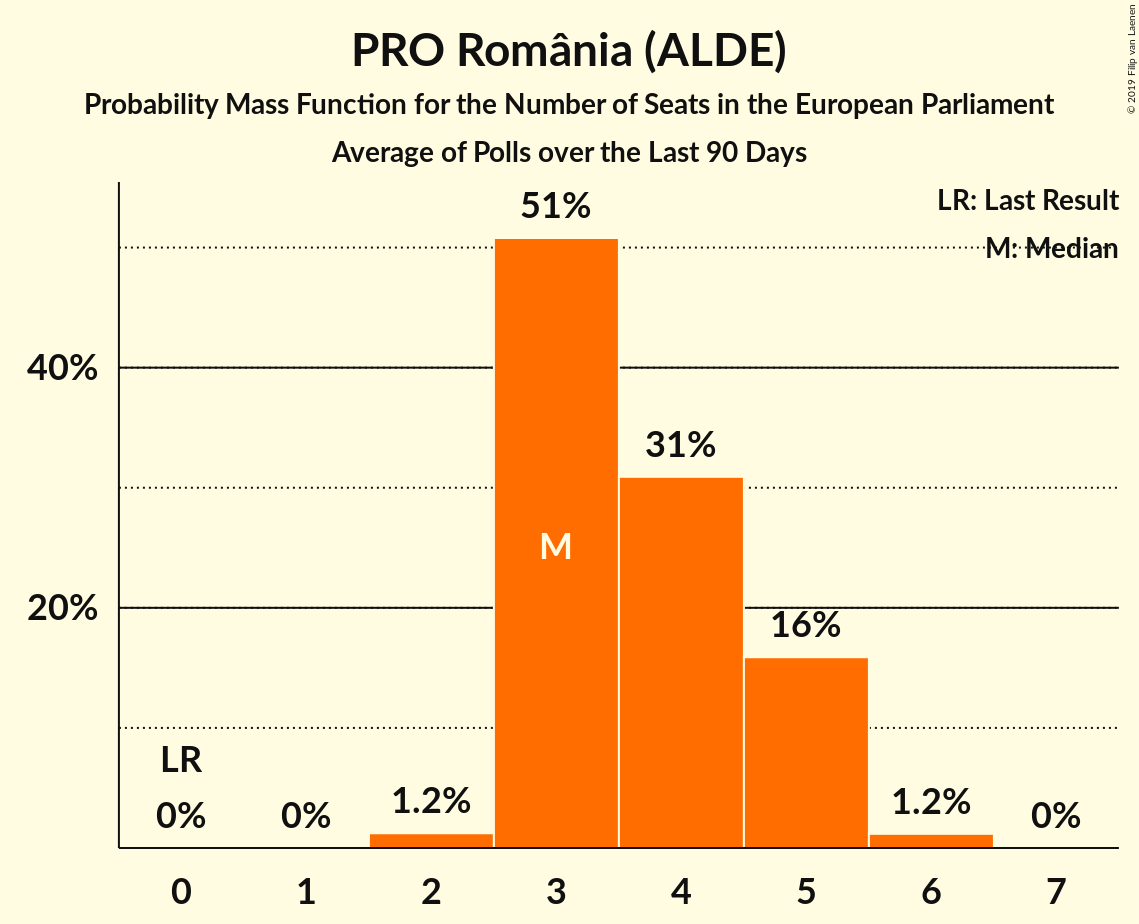 PRO România (ALDE)
Probability Mass Function for the Number of Seats in the European Parliament
Average of Polls over the Last 90 Days
© 2019 Filip van Laenen
LR: Last Result
M: Median
51%
40%
31%
M
20%
16%
LR
0%
0%
1.2%
1.2%
0%
0 1 2 3 4 5 6 7